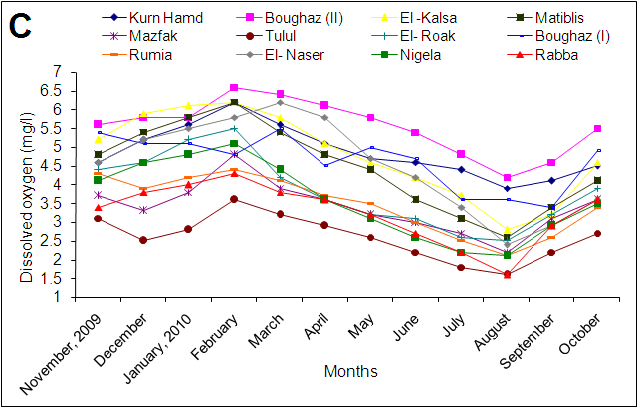 C
Kurn Hamd Boughaz (II) El -Kalsa Matiblis
Mazfak Tulul El- Roak Boughaz (I)
Rumia El- Naser Nigela Rabba
Dissolved oxygen (mg/l)
7
6.5
6
5.5
5
4.5
4
3.5
3
2.5
2
1.5
1
November, 2009
December
January, 2010
February
March
April
May
June
July
August
September
October
Months